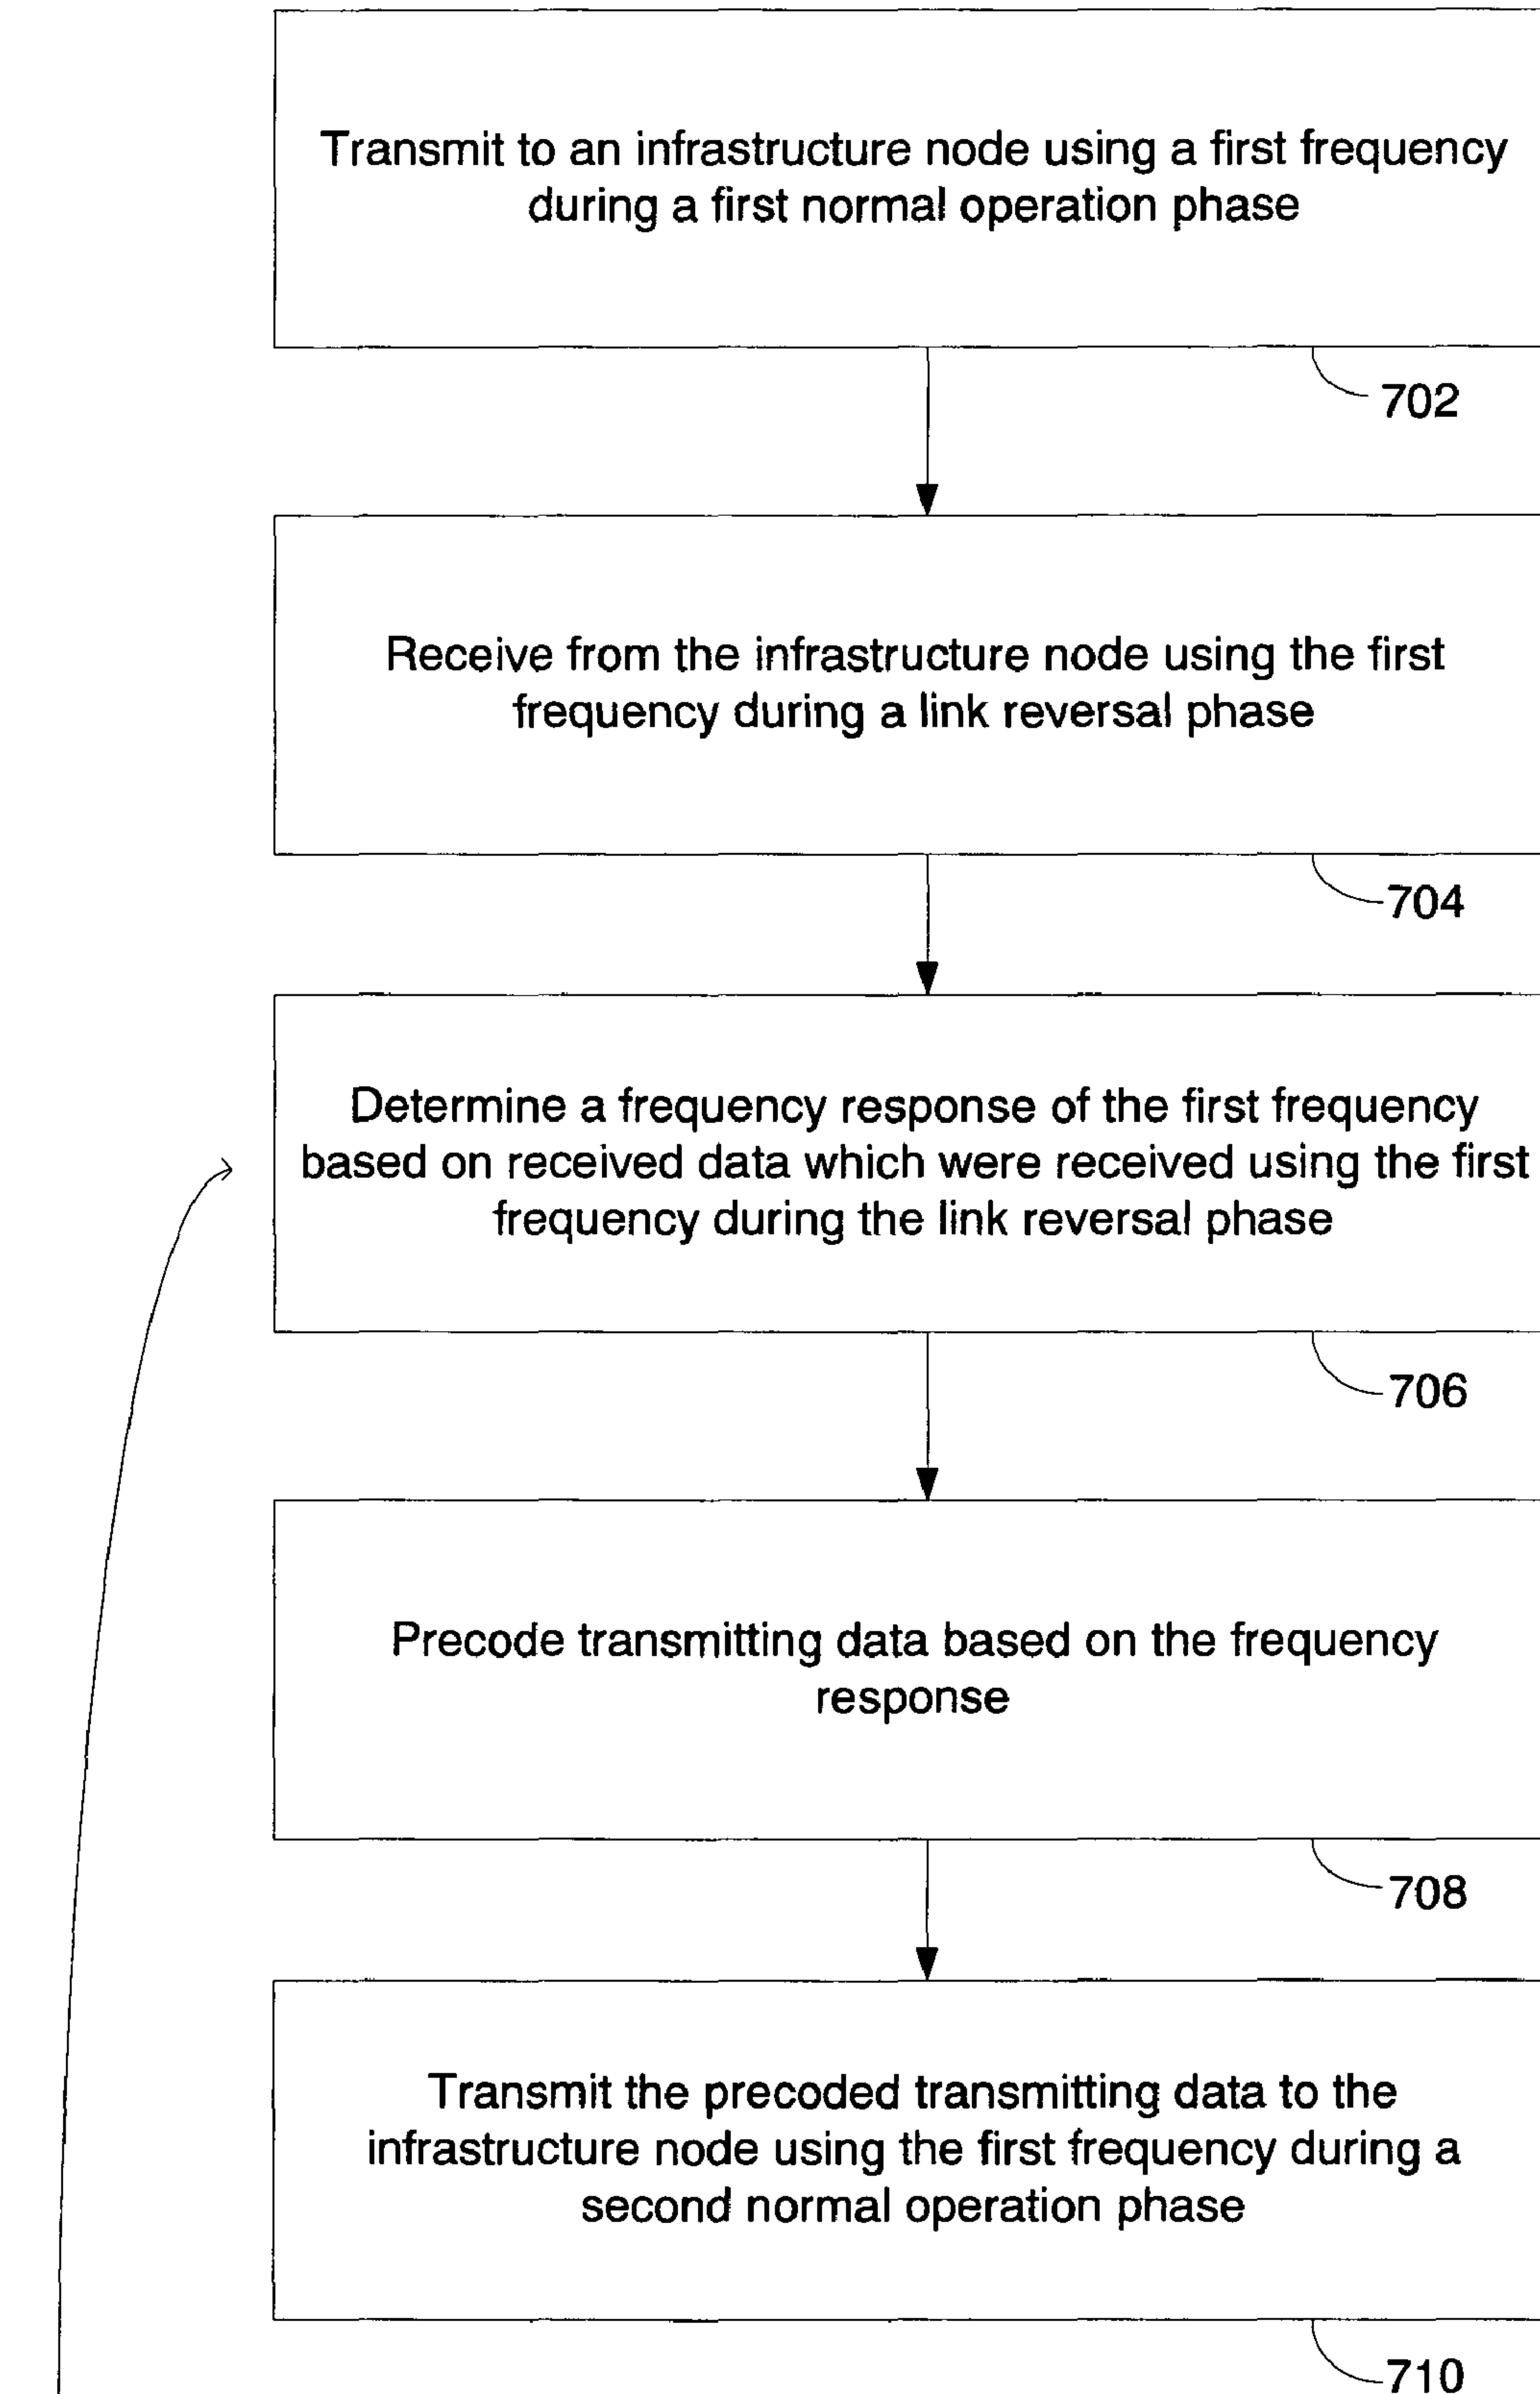 Transmit to an infrastructure node using a first frequency
during a first normal operation phase
702
Receive from the infrastructure node using the first
frequency during a link reversal phase
704
Determine a frequency response of the first frequency
based on received data which were received using the first
frequency during the link reversal phase
706
Precode transmitting data based on the frequency
response
708
Transmit the precoded transmitting data to the
infrastructure node using the first frequency during a
second normal operation phase
710